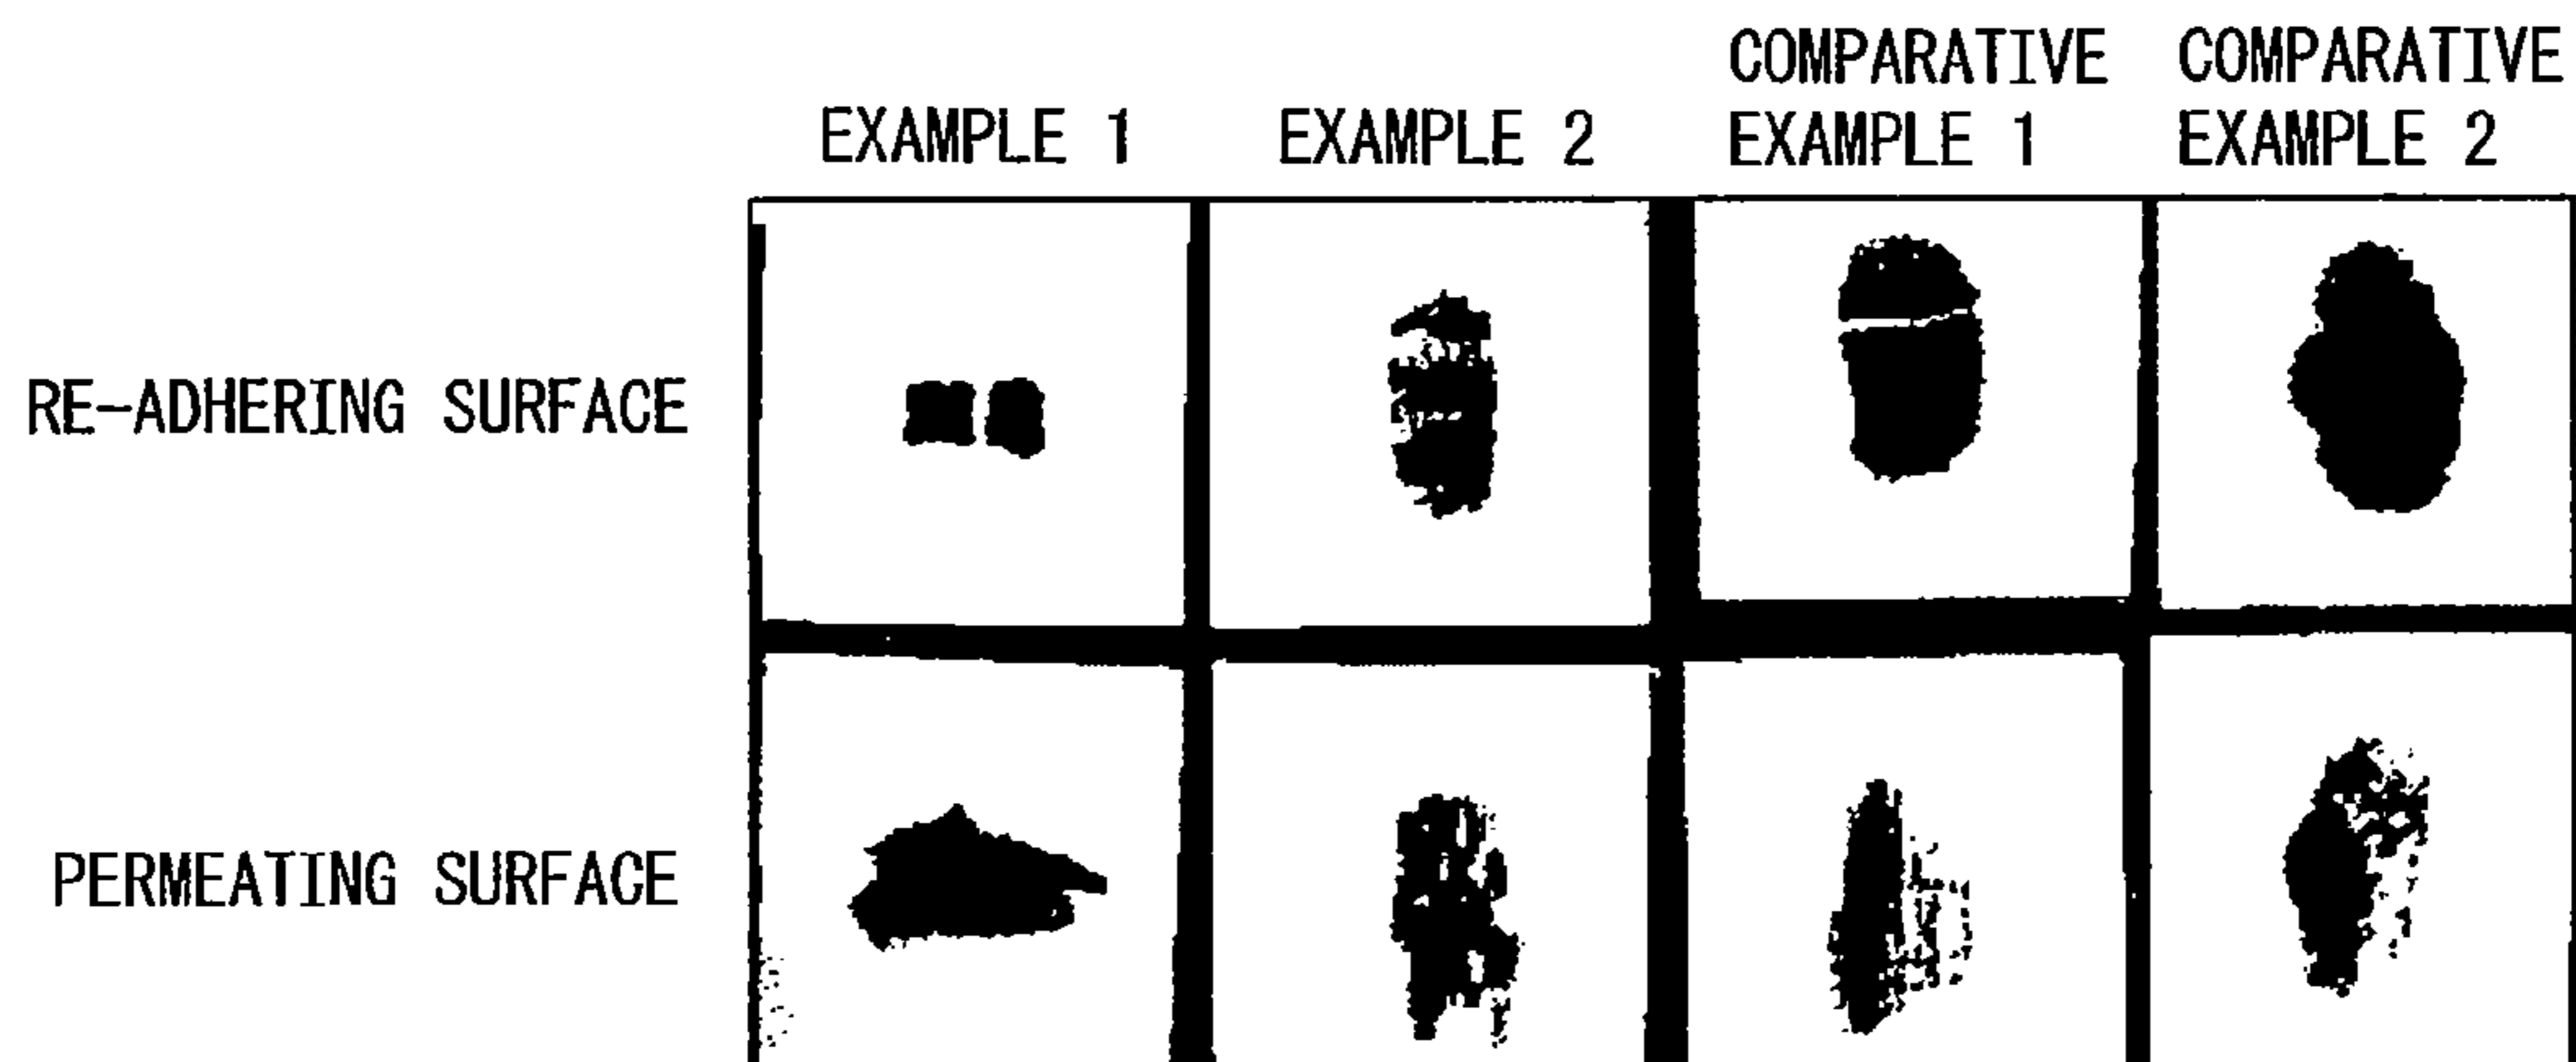 EXAMPLE 1
EXAMPLE 2
COMPARATIVE
EXAMPLE 1
COMPARATIVE
EXAMPLE 2
RE-ADHERING SURFACE
PERMEATING SURFACE